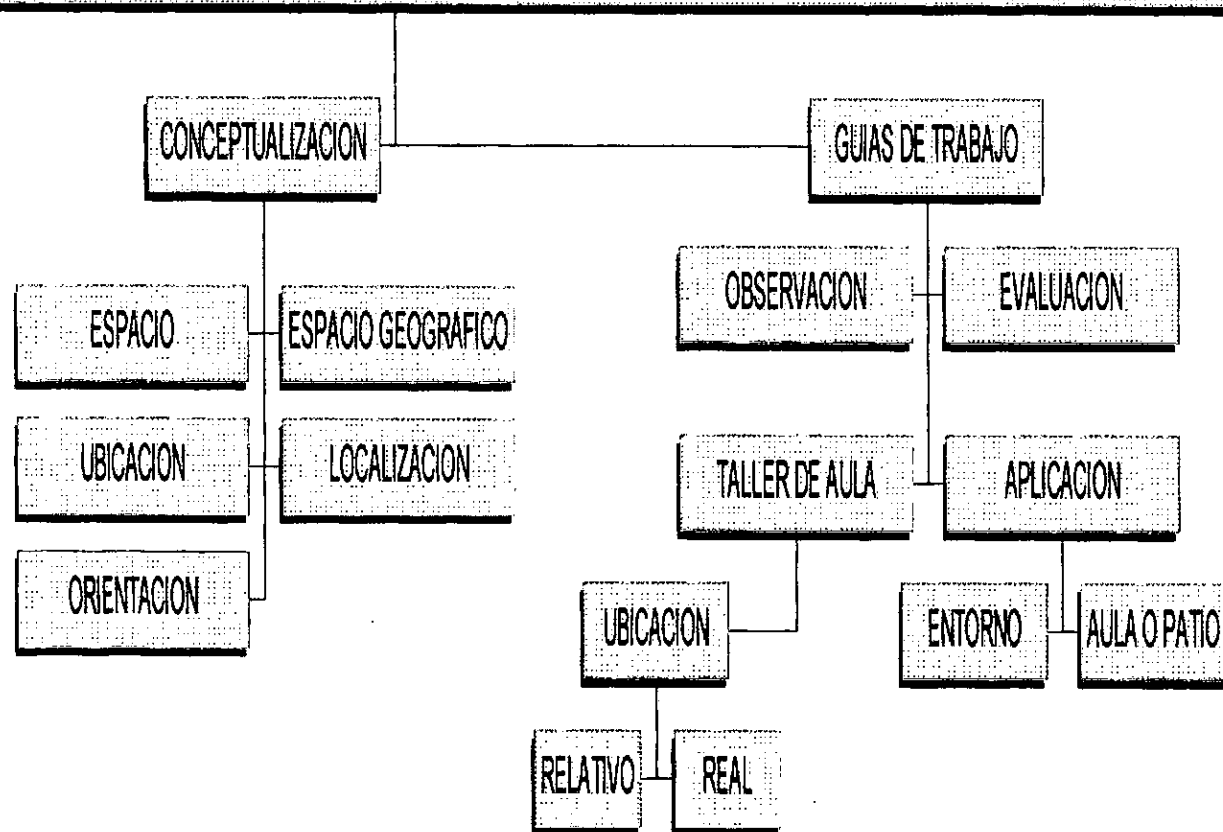 CONCEPTUALIZACION
GUIAS DE TRABAJO
OBSERVACION
EVALUACION
ESPACIO
ESPACIO GEOGRAFICO
UBICACION
LOCALIZACION
TALLER DE AULA
APLICACION
ORIENTACION
UBICACION
ENTORNO
AULA O PATIO
RELATIVO
REAL